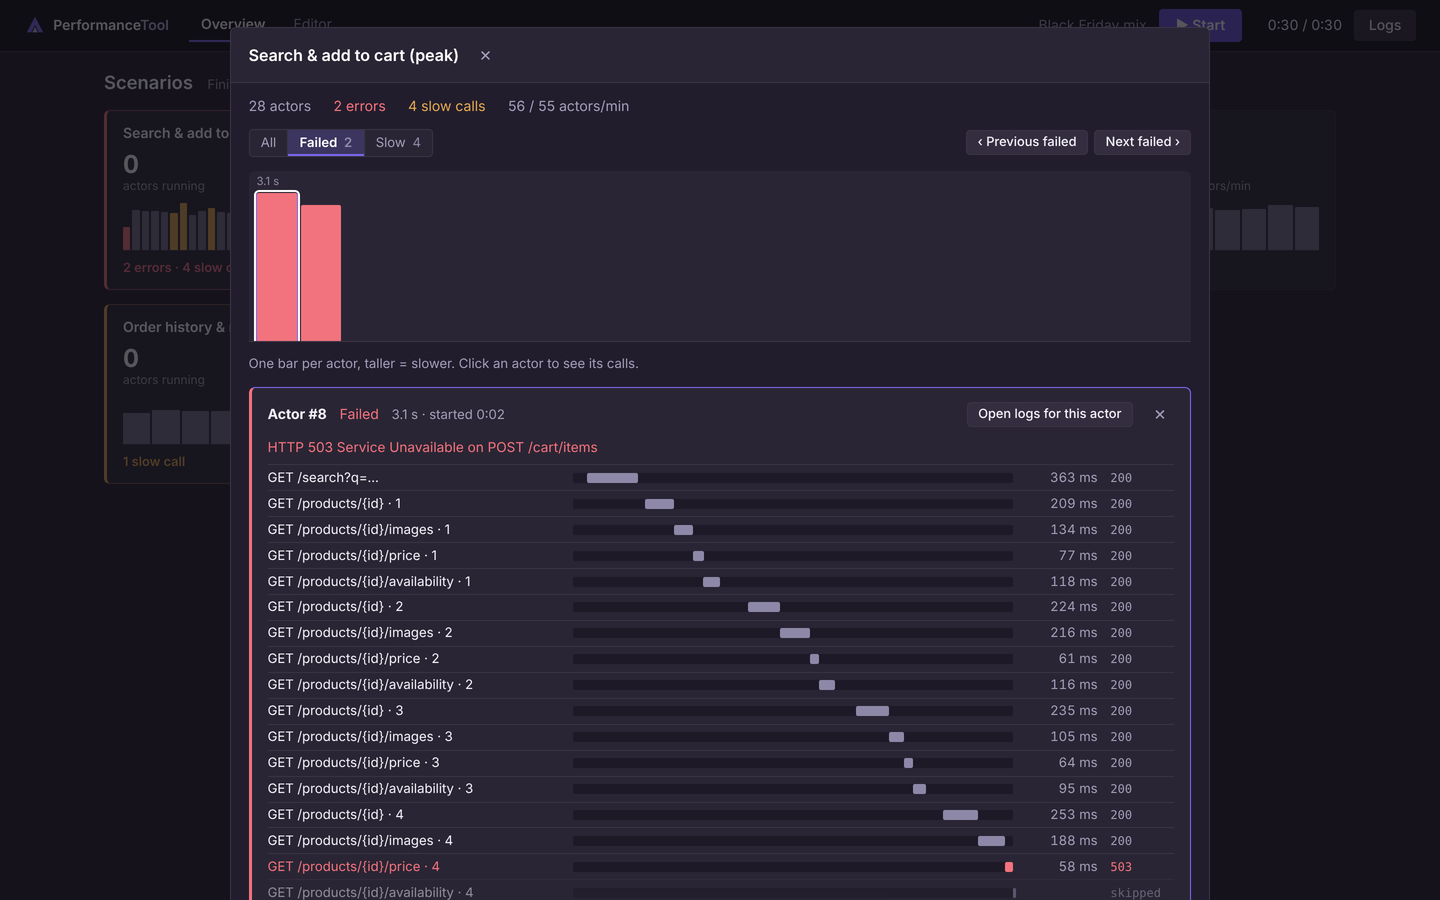 PerformanceTool Overview Editor Black Friday mix ▶ Start 0:30 / 0:30 Logs
Search & add to cart (peak) ×
Scenarios Fini
28 actors 2 errors 4 slow calls 56 / 55 actors/min
Search & add to
All Failed 2 Slow 4 ‹ Previous failed Next failed ›
0
actors running
ors/min
3.1 s
2 errors · 4 slow c
Order history &
0
actors running
1 slow call
One bar per actor, taller = slower. Click an actor to see its calls.
Actor #8 Failed 3.1 s · started 0:02 Open logs for this actor ×
HTTP 503 Service Unavailable on POST /cart/items
GET /search?q=... 363 ms 200
GET /products/{id} · 1 209 ms 200
GET /products/{id}/images · 1 134 ms 200
GET /products/{id}/price · 1 77 ms 200
GET /products/{id}/availability · 1 118 ms 200
GET /products/{id} · 2 224 ms 200
GET /products/{id}/images · 2 216 ms 200
GET /products/{id}/price · 2 61 ms 200
GET /products/{id}/availability · 2 116 ms 200
GET /products/{id} · 3 235 ms 200
GET /products/{id}/images · 3 105 ms 200
GET /products/{id}/price · 3 64 ms 200
GET /products/{id}/availability · 3 95 ms 200
GET /products/{id} · 4 253 ms 200
GET /products/{id}/images · 4 188 ms 200
GET /products/{id}/price · 4 58 ms 503
GET /products/{id}/availability · 4 skipped